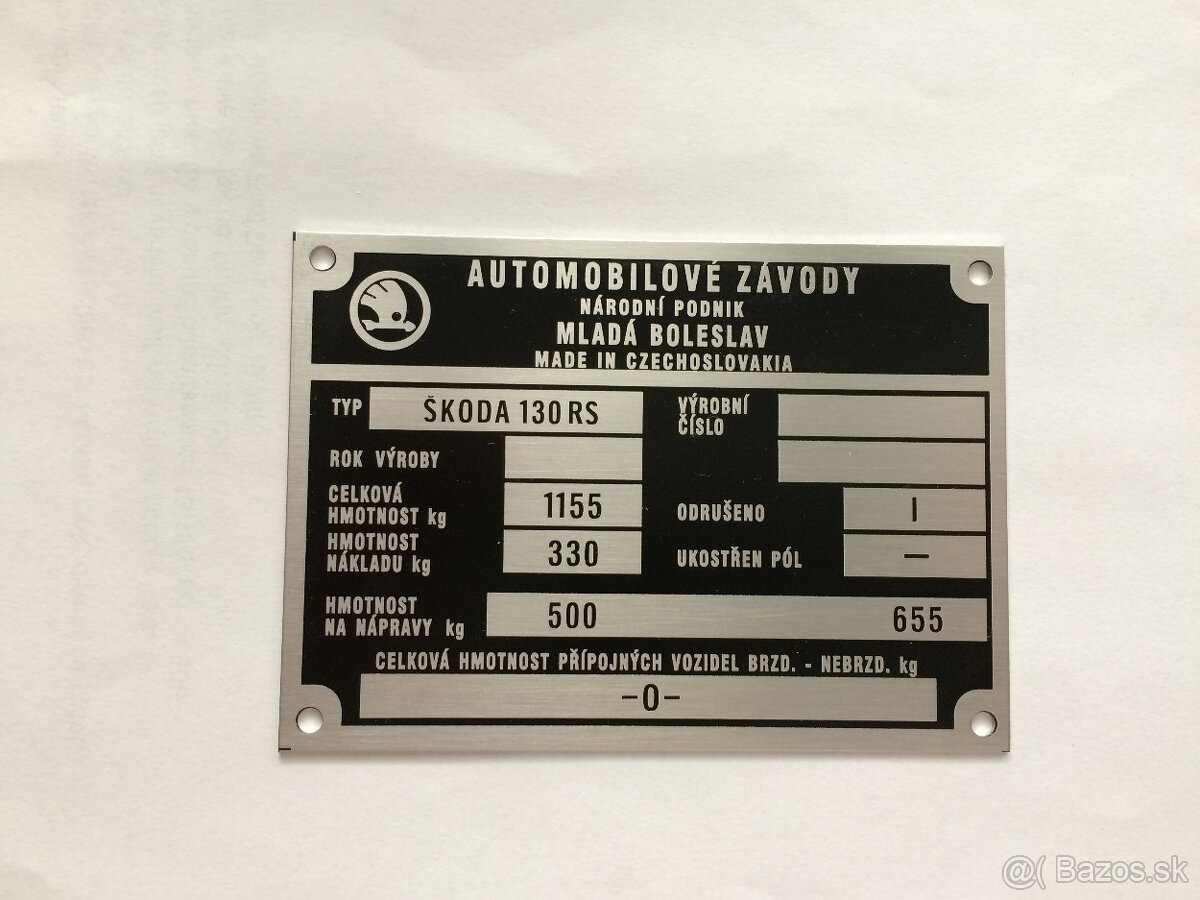 AUTOMOBILOVÉ ZÁVODY
NÁRODNÍ PODNIK
MLADÁ BOLESLAV
MADE IN CZECHOSLOVAKIA
TYP ŠKODA 130 RS
VÝROBNÍ
ČÍSLO
ROK VÝROBY
CELKOVÁ
HMOTNOST kg 1155
ODRUŠENO I
HMOTNOST
NÁKLADU kg 330
UKOSTŘEN PÓL –
HMOTNOST
NA NÁPRAVY kg 500 655
CELKOVÁ HMOTNOST PŘÍPOJNÝCH VOZIDEL BRZD. - NEBRZD. kg
-0-
@( Bazos.sk